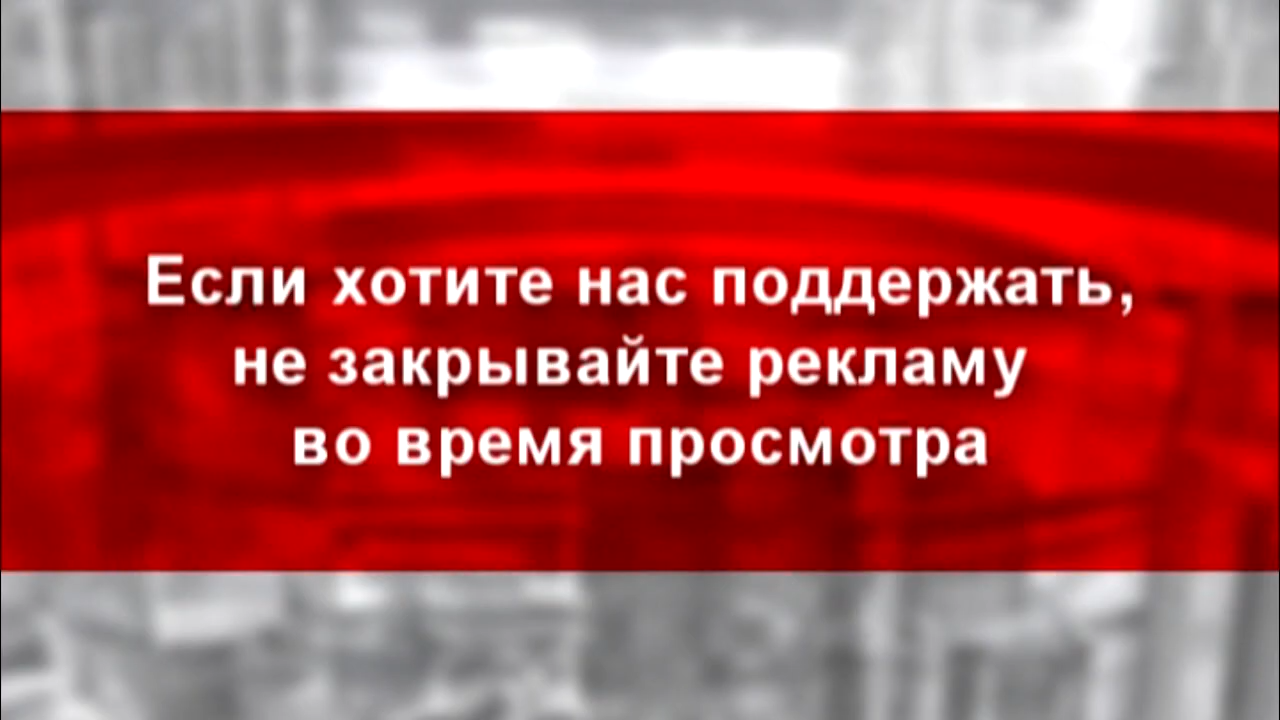 Если хотите нас поддержать,
не закрывайте рекламу
во время просмотра